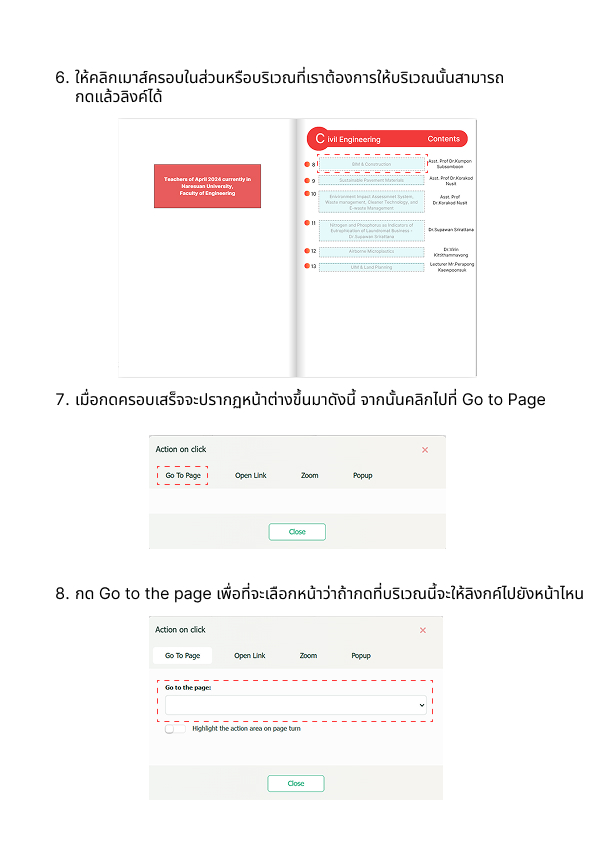 6. ให้คลิกเมาส์ครอบในส่วนหรือบริเวณที่เราต้องการให้บริเวณนั้นสามารถ
กดแล้วลิงค์ได้
Teachers of April 2024 currently in
Naresuan University,
Faculty of Engineering
Civil Engineering Contents
8 BIM & Construction Asst. Prof Dr.Kumpon
Subsomboon
9 Sustainable Pavement Materials Asst. Prof Dr.Korakod
Nusit
10 Environment Impact Assessment System,
Waste management, Cleaner Technology, and
E-waste Management
Asst. Prof
Dr.Korakod Nusit
11 Nitrogen and Phosphorus as Indicators of
Eutrophication of Laundromat Business -
Dr.Supawan Srirattana
Dr.Supawan Srirattana
12 Airborne Microplastics Dr.Wilin
Kittithammavong
13 BIM & Land Planning Lecturer Mr.Perapong
Kaewpoonsuk
7. เมื่อกดครอบเสร็จจะปรากฏหน้าต่างขึ้นมาดังนี้ จากนั้นคลิกไปที่ Go to Page
Action on click
Go To Page Open Link Zoom Popup
Close
8. กด Go to the page เพื่อที่จะเลือกหน้าว่าถ้ากดที่บริเวณนี้จะให้ลิงกค์ไปยังหน้าไหน
Action on click
Go To Page Open Link Zoom Popup
Go to the page:
Highlight the action area on page turn
Close